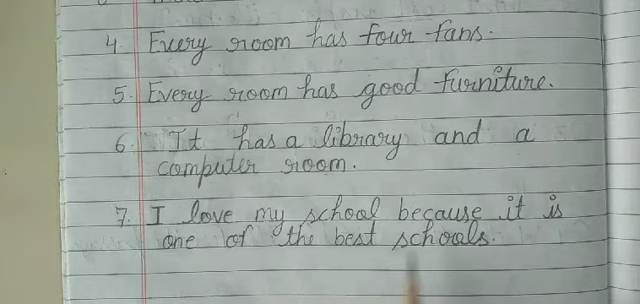 4. Every room has four fans.
5. Every room has good furniture.
6. It has a library and a
computer room.
7. I love my school because it is
one of the best schools.